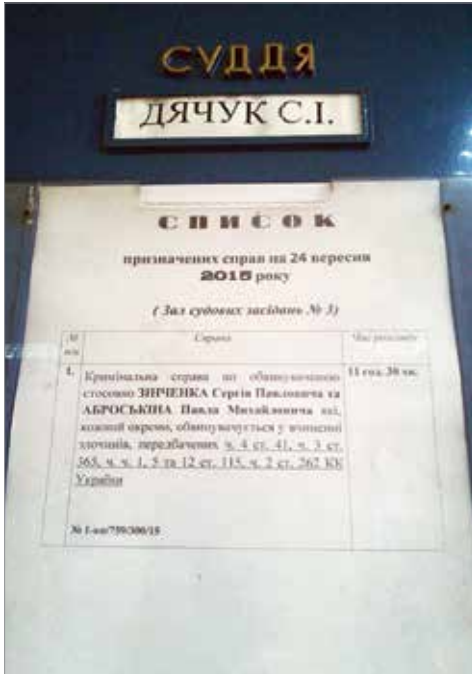 СУДДЯ
ДЯЧУК С.І.
СПИСОК
призначених справ на 24 вересня
2015 року
( Зал судових засідань № 3)
№
п/п
Справа
Час розгляду
1.
Кримінальна справа по обвинуваченню
стосовно ЗІНЧЕНКА Сергія Павловича та
АБРОСЬКІНА Павла Михайловича які,
кожний окремо, обвинувачується у вчиненні
злочинів, передбачених ч. 4 ст. 41, ч. 3 ст.
365, ч. ч. 1, 5 та 12 ст. 115, ч. 2 ст. 262 КК
України
11 год. 30 хв.
№ 1-кп/759/300/15